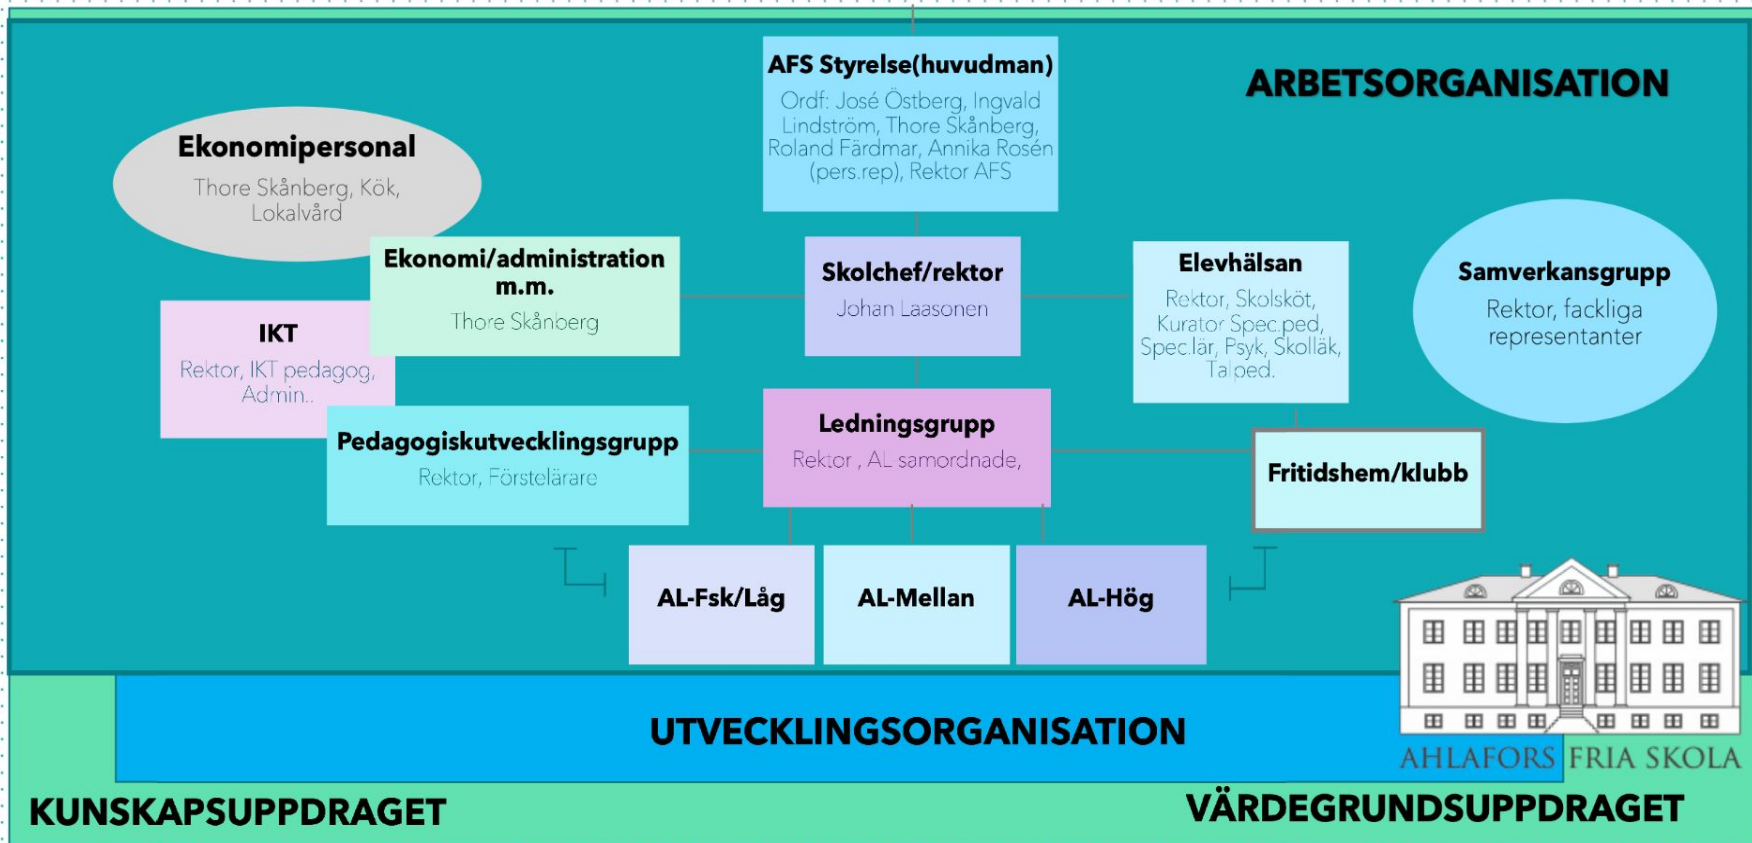 AFS Styrelse(huvudman)
Ordf: José Östberg, Ingvald
Lindström, Thore Skånberg,
Roland Färdmar, Annika Rosén
(pers.rep), Rektor AFS
ARBETSORGANISATION
Ekonomipersonal
Thore Skånberg, Kök,
Lokalvård
Ekonomi/administration
m.m.
Thore Skånberg
Skolchef/rektor
Johan Laasonen
Elevhälsan
Rektor, Skolsköt,
Kurator Spec.ped,
Spec.lär, Psyk, Skolläk,
Talped.
Samverkansgrupp
Rektor, fackliga
representanter
IKT
Rektor, IKT pedagog,
Admin..
Pedagogiskutvecklingsgrupp
Rektor, Förstelärare
Ledningsgrupp
Rektor , AL-samordnade,
Fritidshem/klubb
AL-Fsk/Låg
AL-Mellan
AL-Hög
UTVECKLINGSORGANISATION
AHLAFORS FRIA SKOLA
KUNSKAPSUPPDRAGET
VÄRDEGRUNDSUPPDRAGET